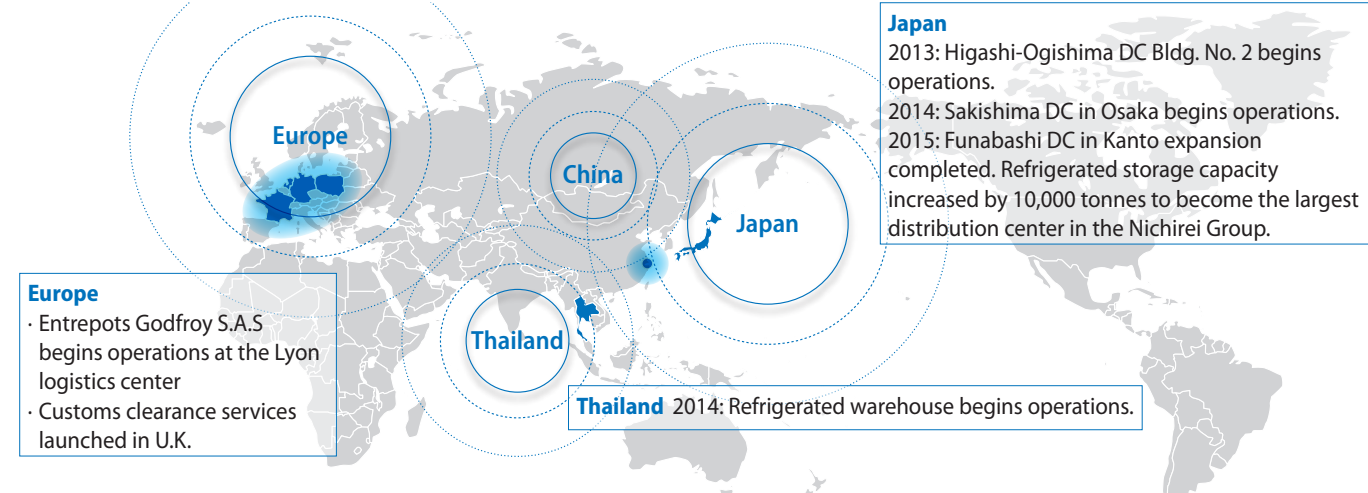 Japan
2013: Higashi-Ogishima DC Bldg. No. 2 begins
operations.
2014: Sakishima DC in Osaka begins operations.
2015: Funabashi DC in Kanto expansion
completed. Refrigerated storage capacity
increased by 10,000 tonnes to become the largest
distribution center in the Nichirei Group.
Europe
China
Japan
Thailand
Europe
· Entrepots Godfroy S.A.S
begins operations at the Lyon
logistics center
· Customs clearance services
launched in U.K.
Thailand 2014: Refrigerated warehouse begins operations.